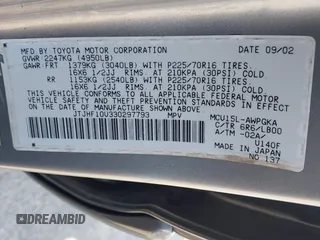 MFD. BY TOYOTA MOTOR CORPORATION DATE 09/02
GVWR 2247KG (4950LB)
GAWR FRT 1379KG (3040LB) WITH P225/70R16 TIRES.
16X6 1/2JJ RIMS. AT 210KPA (30PSI) COLD.
RR 1153KG (2540LB) WITH P225/70R16 TIRES.
16X6 1/2JJ RIMS. AT 210KPA (30PSI) COLD.
THIS VEHICLE CONFORMS TO ALL APPLICABLE
FEDERAL MOTOR VEHICLE SAFETY STANDARDS
IN EFFECT ON THE DATE OF
MANUFACTURE SHOWN ABOVE.
JTJHF10U330297793 MPV
MCU15L-AWPGKA
C/TR 6R6/LB00
A/TM -02A/
U140F
MADE IN JAPAN
NO 137
DREAMBID